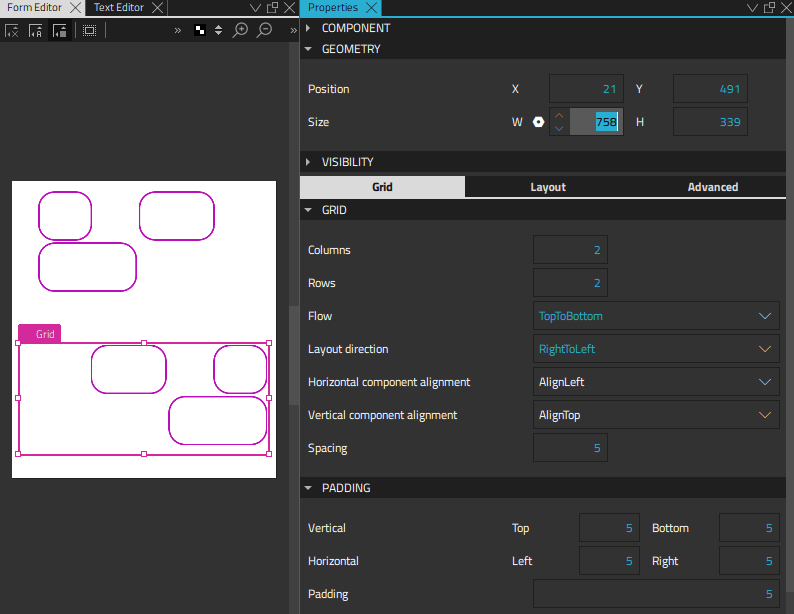 Form Editor Text Editor
Grid
Properties
COMPONENT
GEOMETRY
Position X 21 Y 491
Size W 758 H 339
VISIBILITY
Grid Layout Advanced
GRID
Columns 2
Rows 2
Flow TopToBottom
Layout direction RightToLeft
Horizontal component alignment AlignLeft
Vertical component alignment AlignTop
Spacing 5
PADDING
Vertical Top 5 Bottom 5
Horizontal Left 5 Right 5
Padding 5